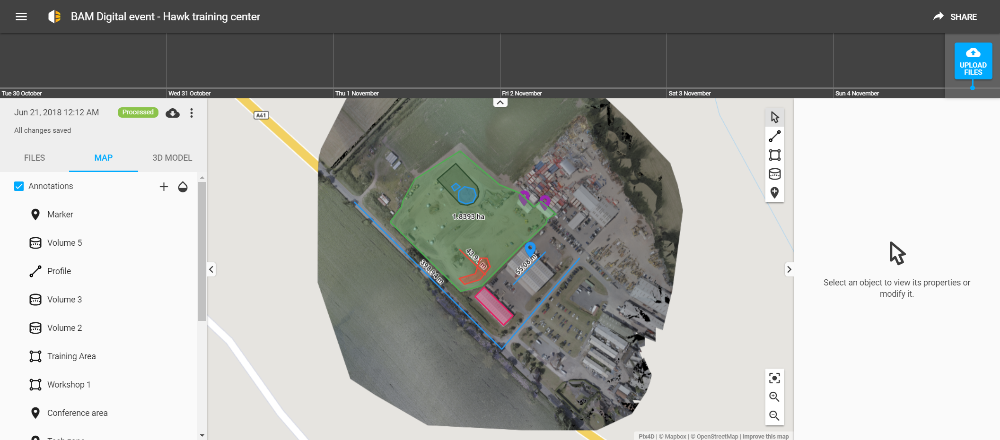 BAM Digital event - Hawk training center
SHARE
UPLOAD
FILES
Tue 30 October
Wed 31 October
Thu 1 November
Fri 2 November
Sat 3 November
Sun 4 November
Jun 21, 2018 12:12 AM
Processed
All changes saved
FILES
MAP
3D MODEL
Annotations
Marker
Volume 5
Profile
Volume 3
Volume 2
Training Area
Workshop 1
Conference area
A41
1.8393 ha
398.94 m
55.08 m
Select an object to view its properties or
modify it.
Pix4D | © Mapbox | © OpenStreetMap | Improve this map